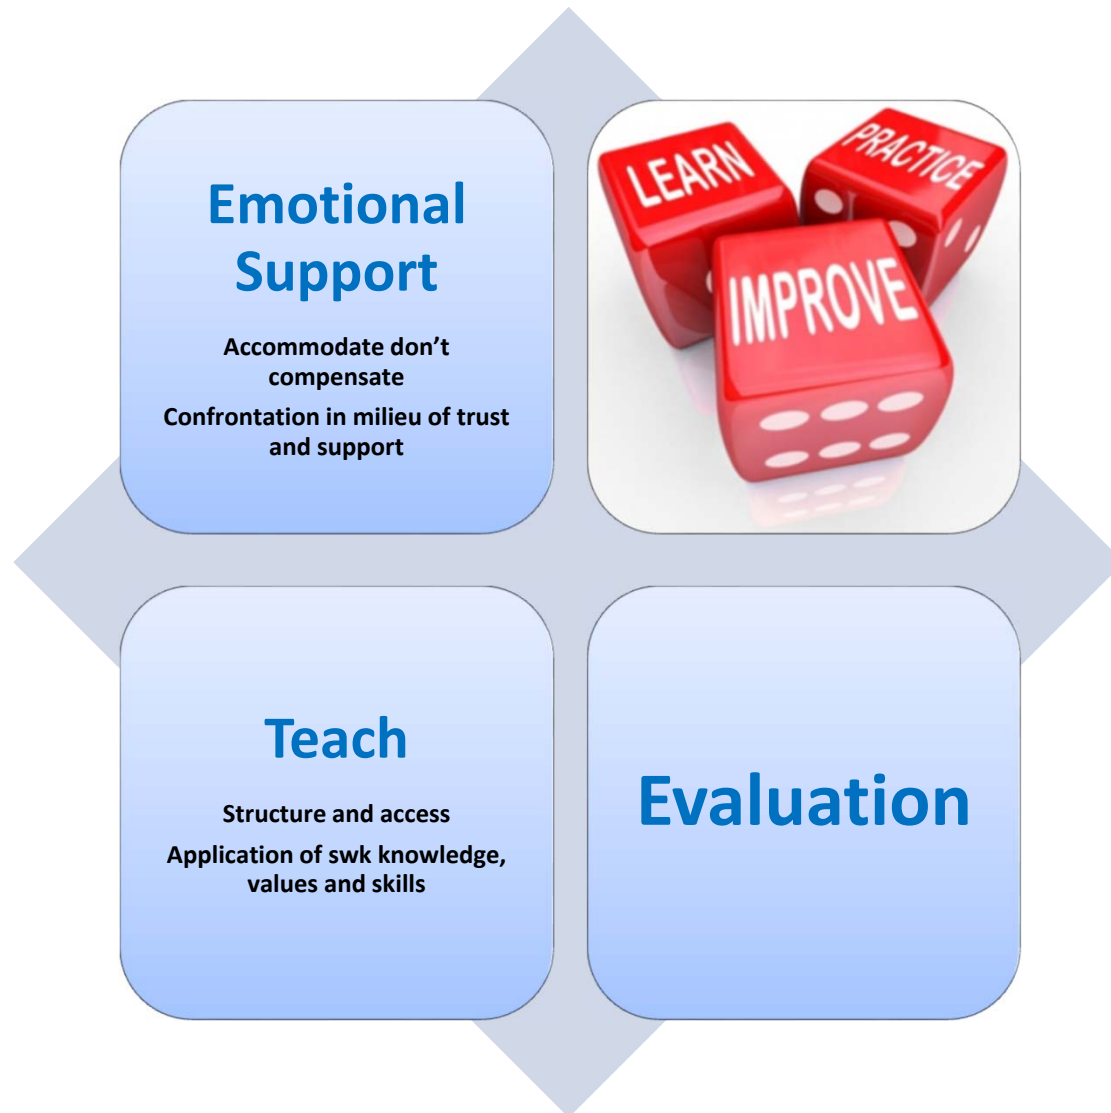 Emotional
Support
Accommodate don’t
compensate
Confrontation in milieu of trust
and support
LEARN
PRACTICE
IMPROVE
Teach
Structure and access
Application of swk knowledge,
values and skills
Evaluation